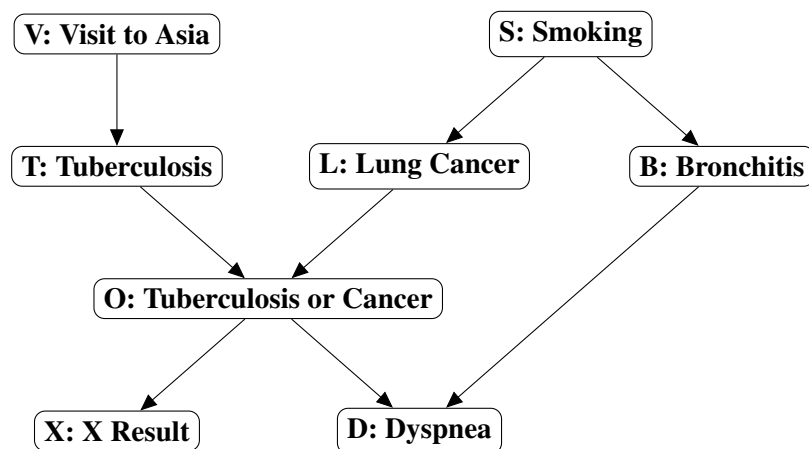 V: Visit to Asia
S: Smoking
T: Tuberculosis
L: Lung Cancer
B: Bronchitis
O: Tuberculosis or Cancer
X: X Result
D: Dyspnea